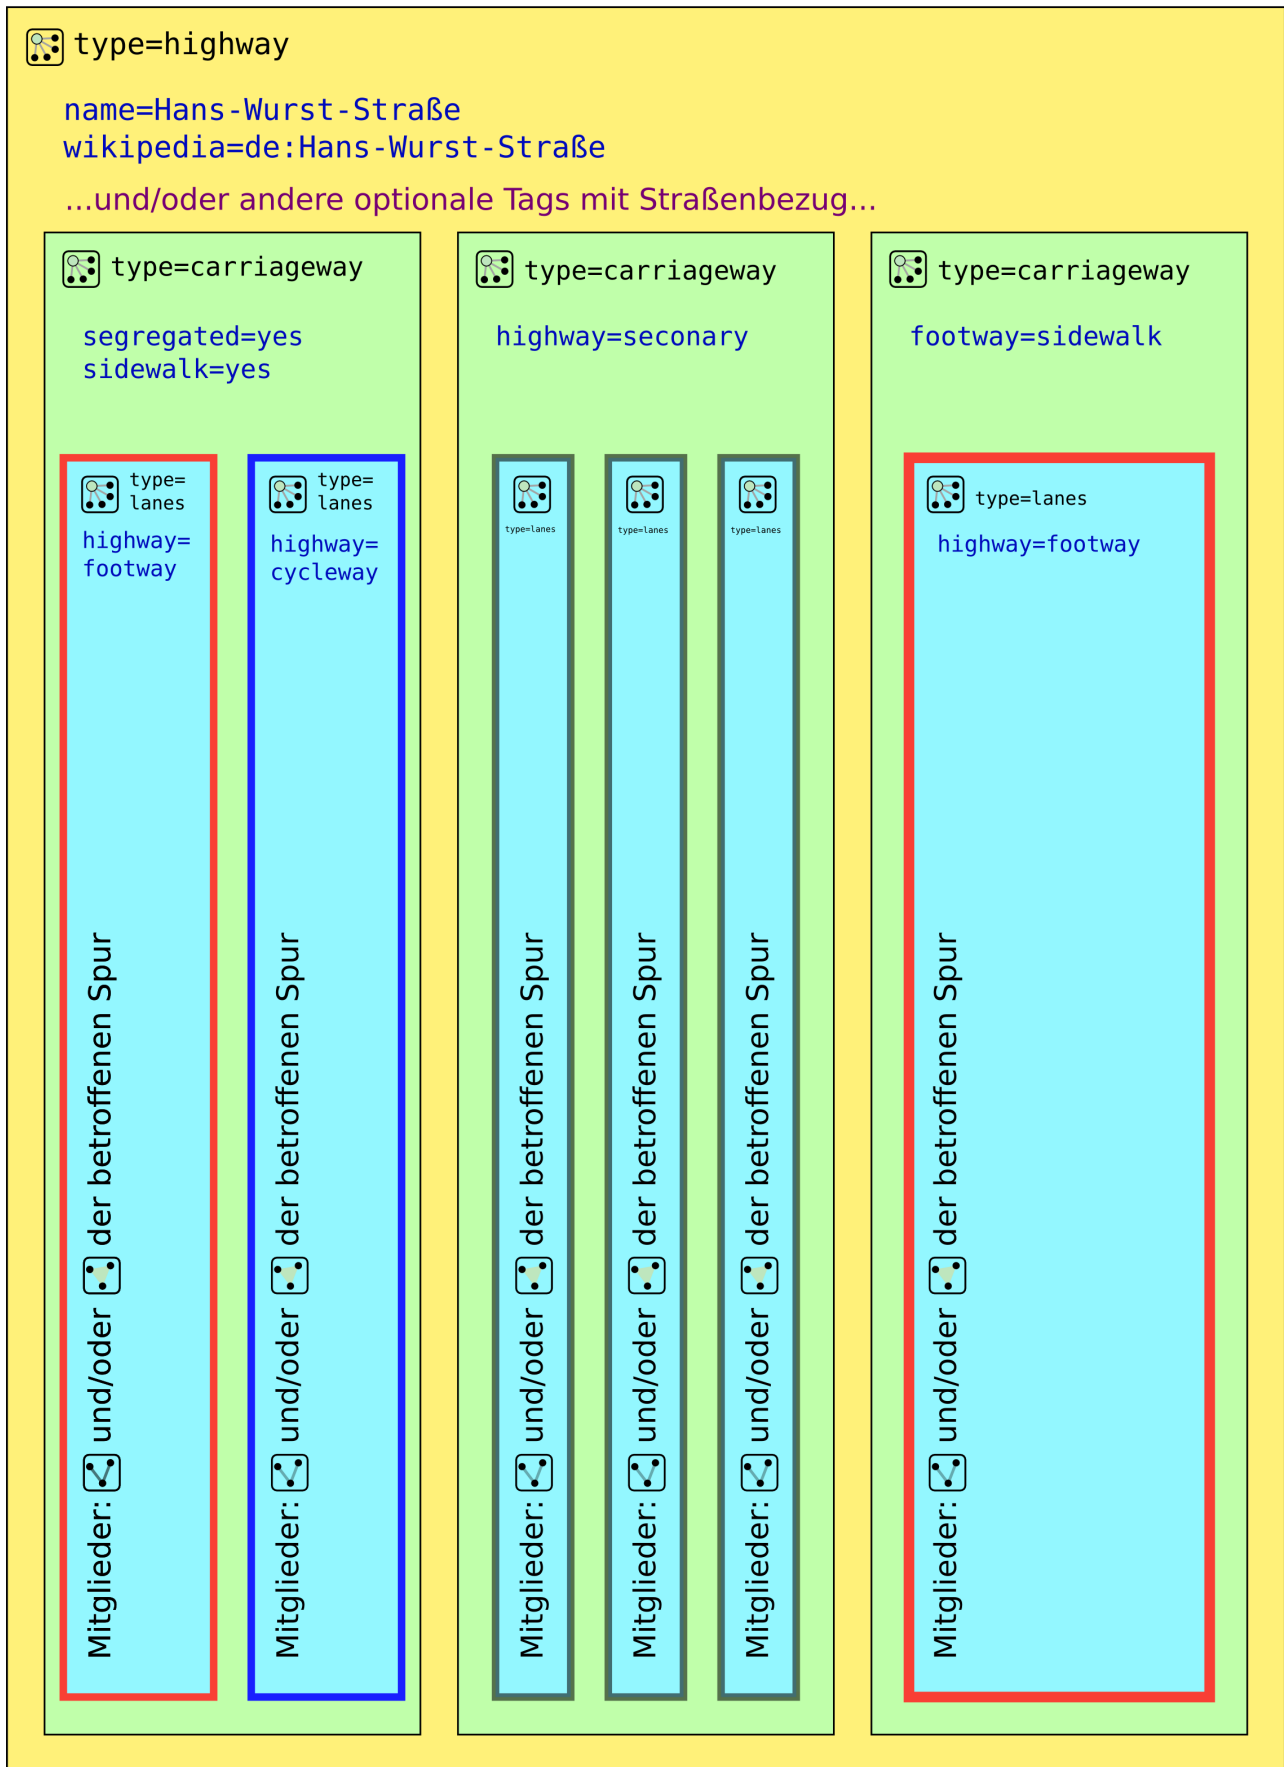 type=highway
name=Hans-Wurst-Straße
wikipedia=de:Hans-Wurst-Straße
...und/oder andere optionale Tags mit Straßenbezug...
type=carriageway
segregated=yes
sidewalk=yes
type=
lanes
highway=
footway
Mitglieder: und/oder der betroffenen Spur
type=
lanes
highway=
cycleway
Mitglieder: und/oder der betroffenen Spur
type=carriageway
highway=seconary
type=lanes
Mitglieder: und/oder der betroffenen Spur
type=lanes
Mitglieder: und/oder der betroffenen Spur
type=lanes
Mitglieder: und/oder der betroffenen Spur
type=carriageway
footway=sidewalk
type=lanes
highway=footway
Mitglieder: und/oder der betroffenen Spur